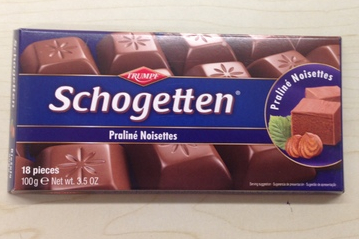 TRUMPF
Schogetten®
Praliné Noisettes
Praliné Noisettes
18 pieces
100g ℮ Net wt. 3.5 OZ